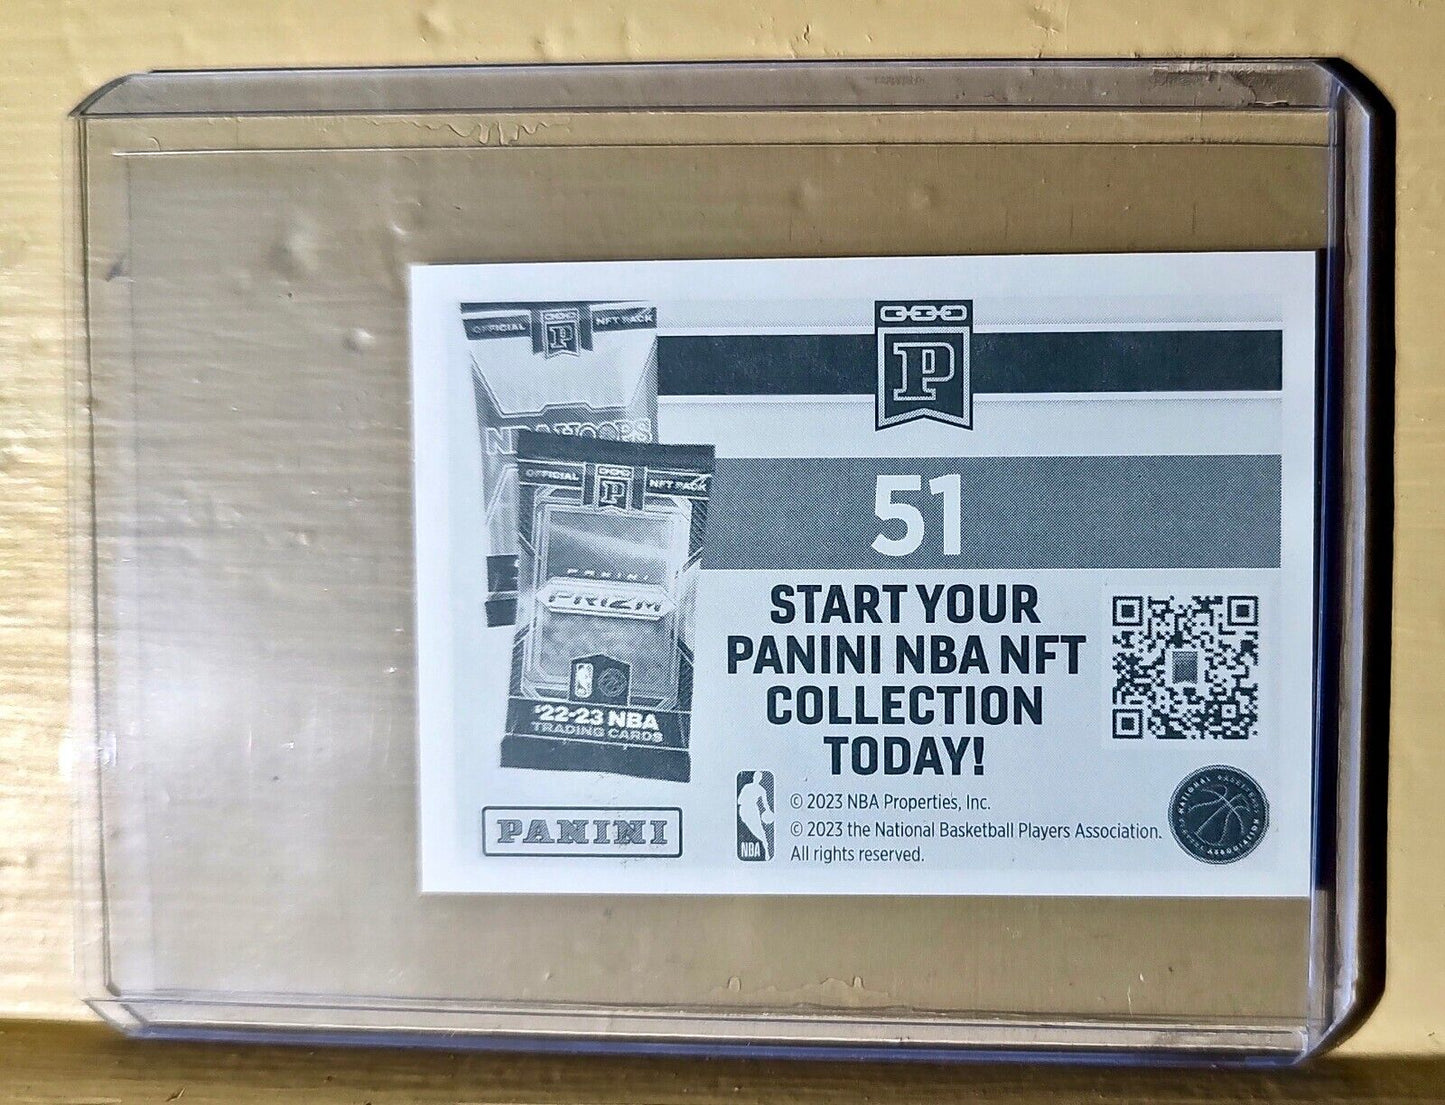 OFFICIAL
P
NFT PACK
NBA HOOPS
OFFICIAL
P
NFT PACK
PANINI
PRIZM
'22-23 NBA
TRADING CARDS
PANINI
P
51
START YOUR
PANINI NBA NFT
COLLECTION
TODAY!
NBA
© 2023 NBA Properties, Inc.
© 2023 the National Basketball Players Association.
All rights reserved.